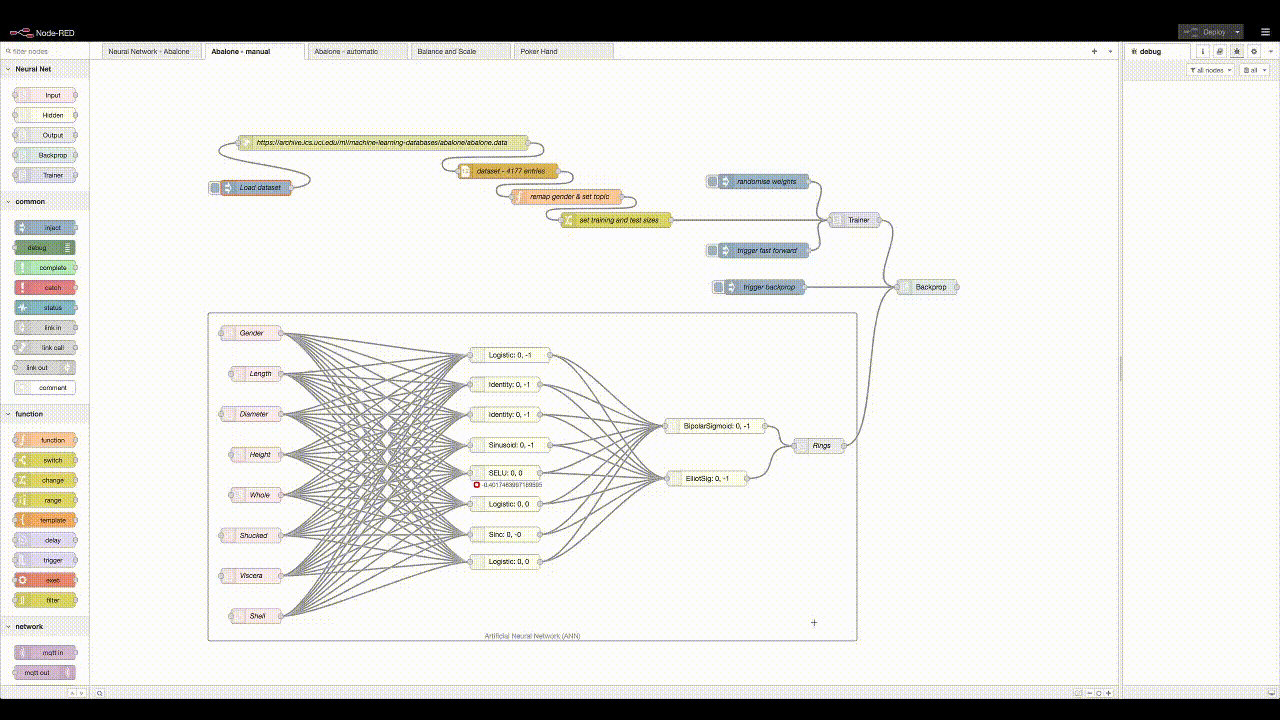 Node-RED
Deploy
filter nodes
Neural Network - Abalone
Abalone - manual
Abalone - automatic
Balance and Scale
Poker Hand
debug
all nodes
all
Neural Net
Input
Hidden
Output
Backprop
Trainer
common
inject
debug
complete
catch
status
link in
link call
link out
comment
function
function
switch
change
range
template
delay
trigger
exec
filter
network
mqtt in
mqtt out
https://archive.ics.uci.edu/ml/machine-learning-databases/abalone/abalone.data
Load dataset
dataset - 4177 entries
remap gender & set topic
set training and test sizes
randomise weights
Trainer
trigger fast forward
trigger backprop
Backprop
Gender
Length
Diameter
Height
Whole
Shucked
Viscera
Shell
Logistic: 0, -1
Identity: 0, -1
Identity: 0, -1
Sinusoid: 0, -1
SELU: 0, 0
Logistic: 0, 0
Sinc: 0, -0
Logistic: 0, 0
BipolarSigmoid: 0, -1
ElliotSig: 0, -1
Rings
Artificial Neural Network (ANN)